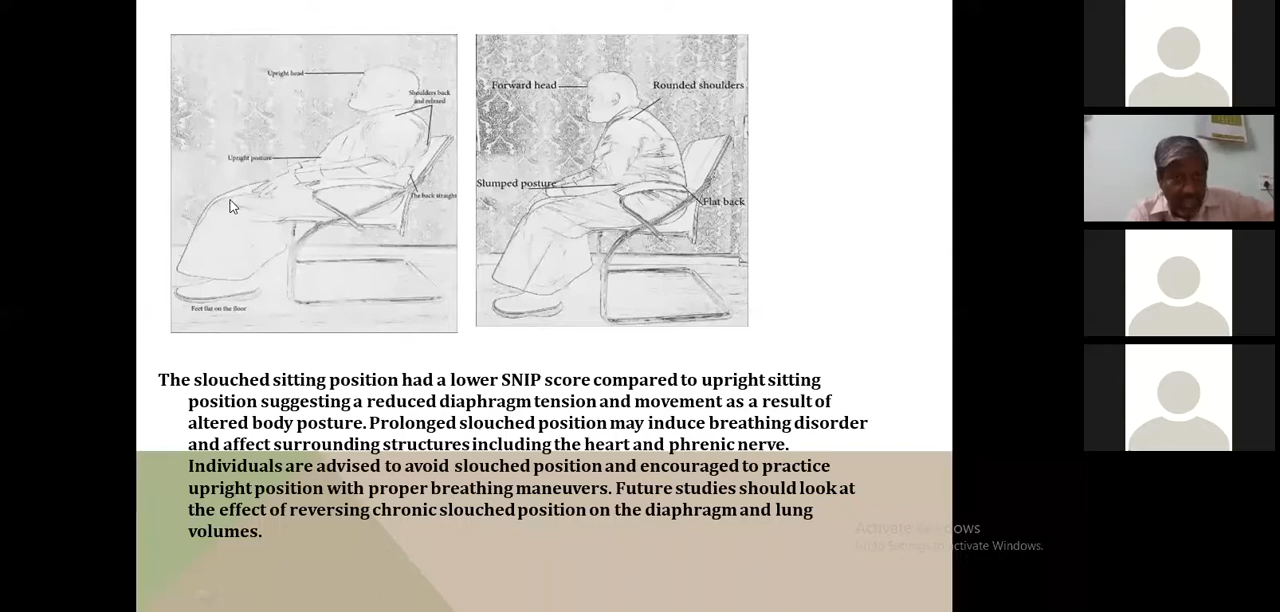 Upright head
Shoulders back
and relaxed
Upright posture
The back straight
Feet flat on the floor
Forward head
Rounded shoulders
Slumped posture
Flat back
The slouched sitting position had a lower SNIP score compared to upright sitting
position suggesting a reduced diaphragm tension and movement as a result of
altered body posture. Prolonged slouched position may induce breathing disorder
and affect surrounding structures including the heart and phrenic nerve.
Individuals are advised to avoid slouched position and encouraged to practice
upright position with proper breathing maneuvers. Future studies should look at
the effect of reversing chronic slouched position on the diaphragm and lung
volumes.
Activate Windows
Go to Settings to activate Windows.